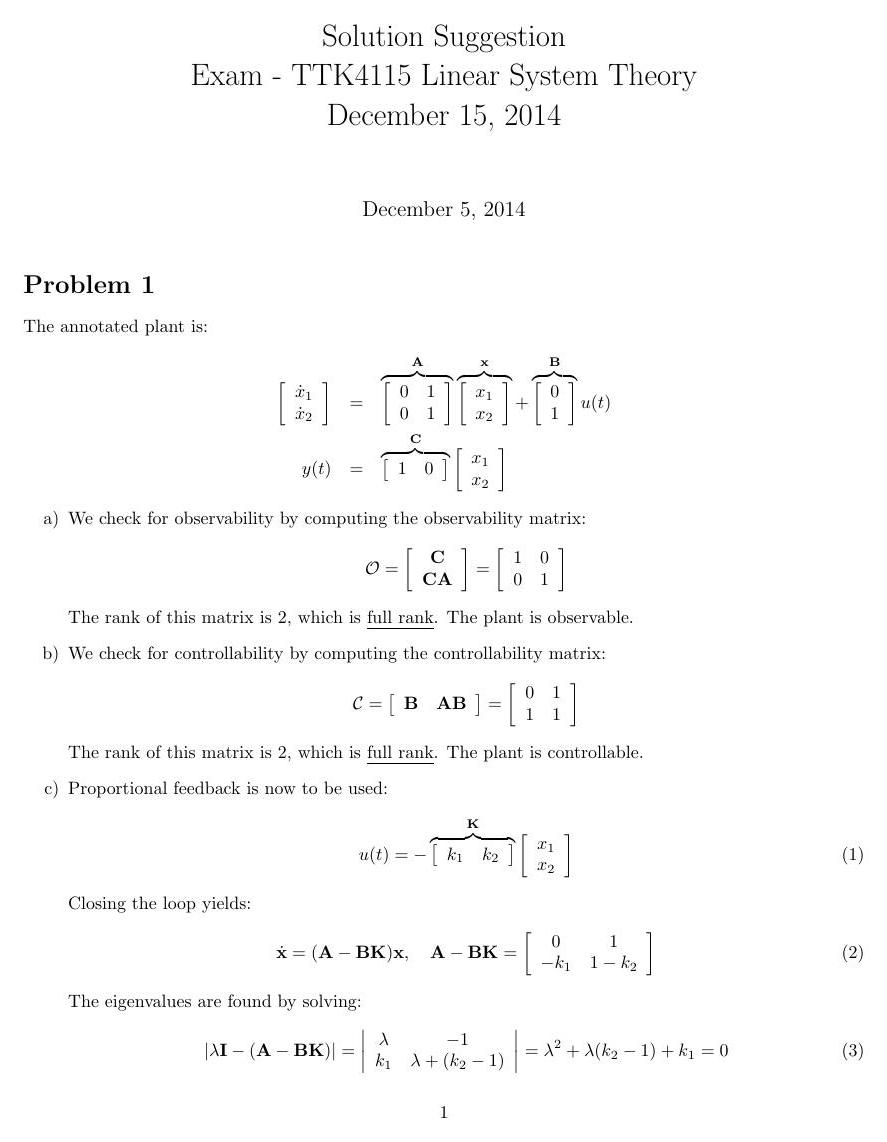 Solution Suggestion
Exam - TTK4115 Linear System Theory
December 15, 2014
December 5, 2014
Problem 1
The annotated plant is:
A x B
[ ẋ₁ ; ẋ₂ ] = [ 0 1 ; 0 1 ] [ x₁ ; x₂ ] + [ 0 ; 1 ] u(t)
C
y(t) = [ 1 0 ] [ x₁ ; x₂ ]
a) We check for observability by computing the observability matrix:
𝒪 = [ C ; CA ] = [ 1 0 ; 0 1 ]
The rank of this matrix is 2, which is full rank. The plant is observable.
b) We check for controllability by computing the controllability matrix:
𝒞 = [ B AB ] = [ 0 1 ; 1 1 ]
The rank of this matrix is 2, which is full rank. The plant is controllable.
c) Proportional feedback is now to be used:
K
u(t) = − [ k₁ k₂ ] [ x₁ ; x₂ ] (1)
Closing the loop yields:
ẋ = (A − BK)x, A − BK = [ 0 1 ; −k₁ 1 − k₂ ] (2)
The eigenvalues are found by solving:
|λI − (A − BK)| = | λ −1 ; k₁ λ + (k₂ − 1) | = λ² + λ(k₂ − 1) + k₁ = 0 (3)
1